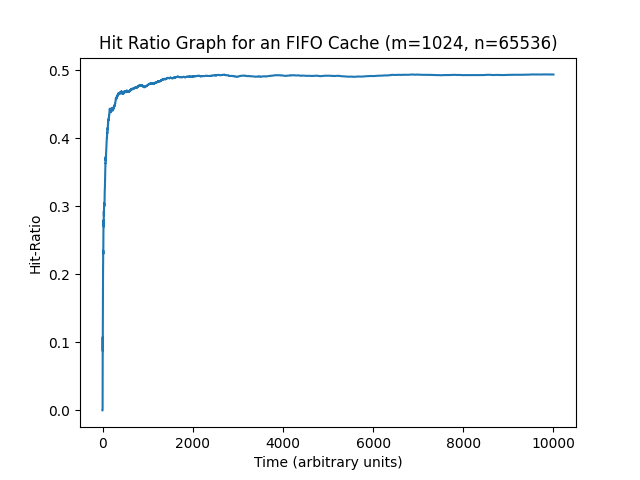 Hit Ratio Graph for an FIFO Cache (m=1024, n=65536)
0.5
0.4
0.3
0.2
0.1
0.0
Hit-Ratio
0 2000 4000 6000 8000 10000
Time (arbitrary units)